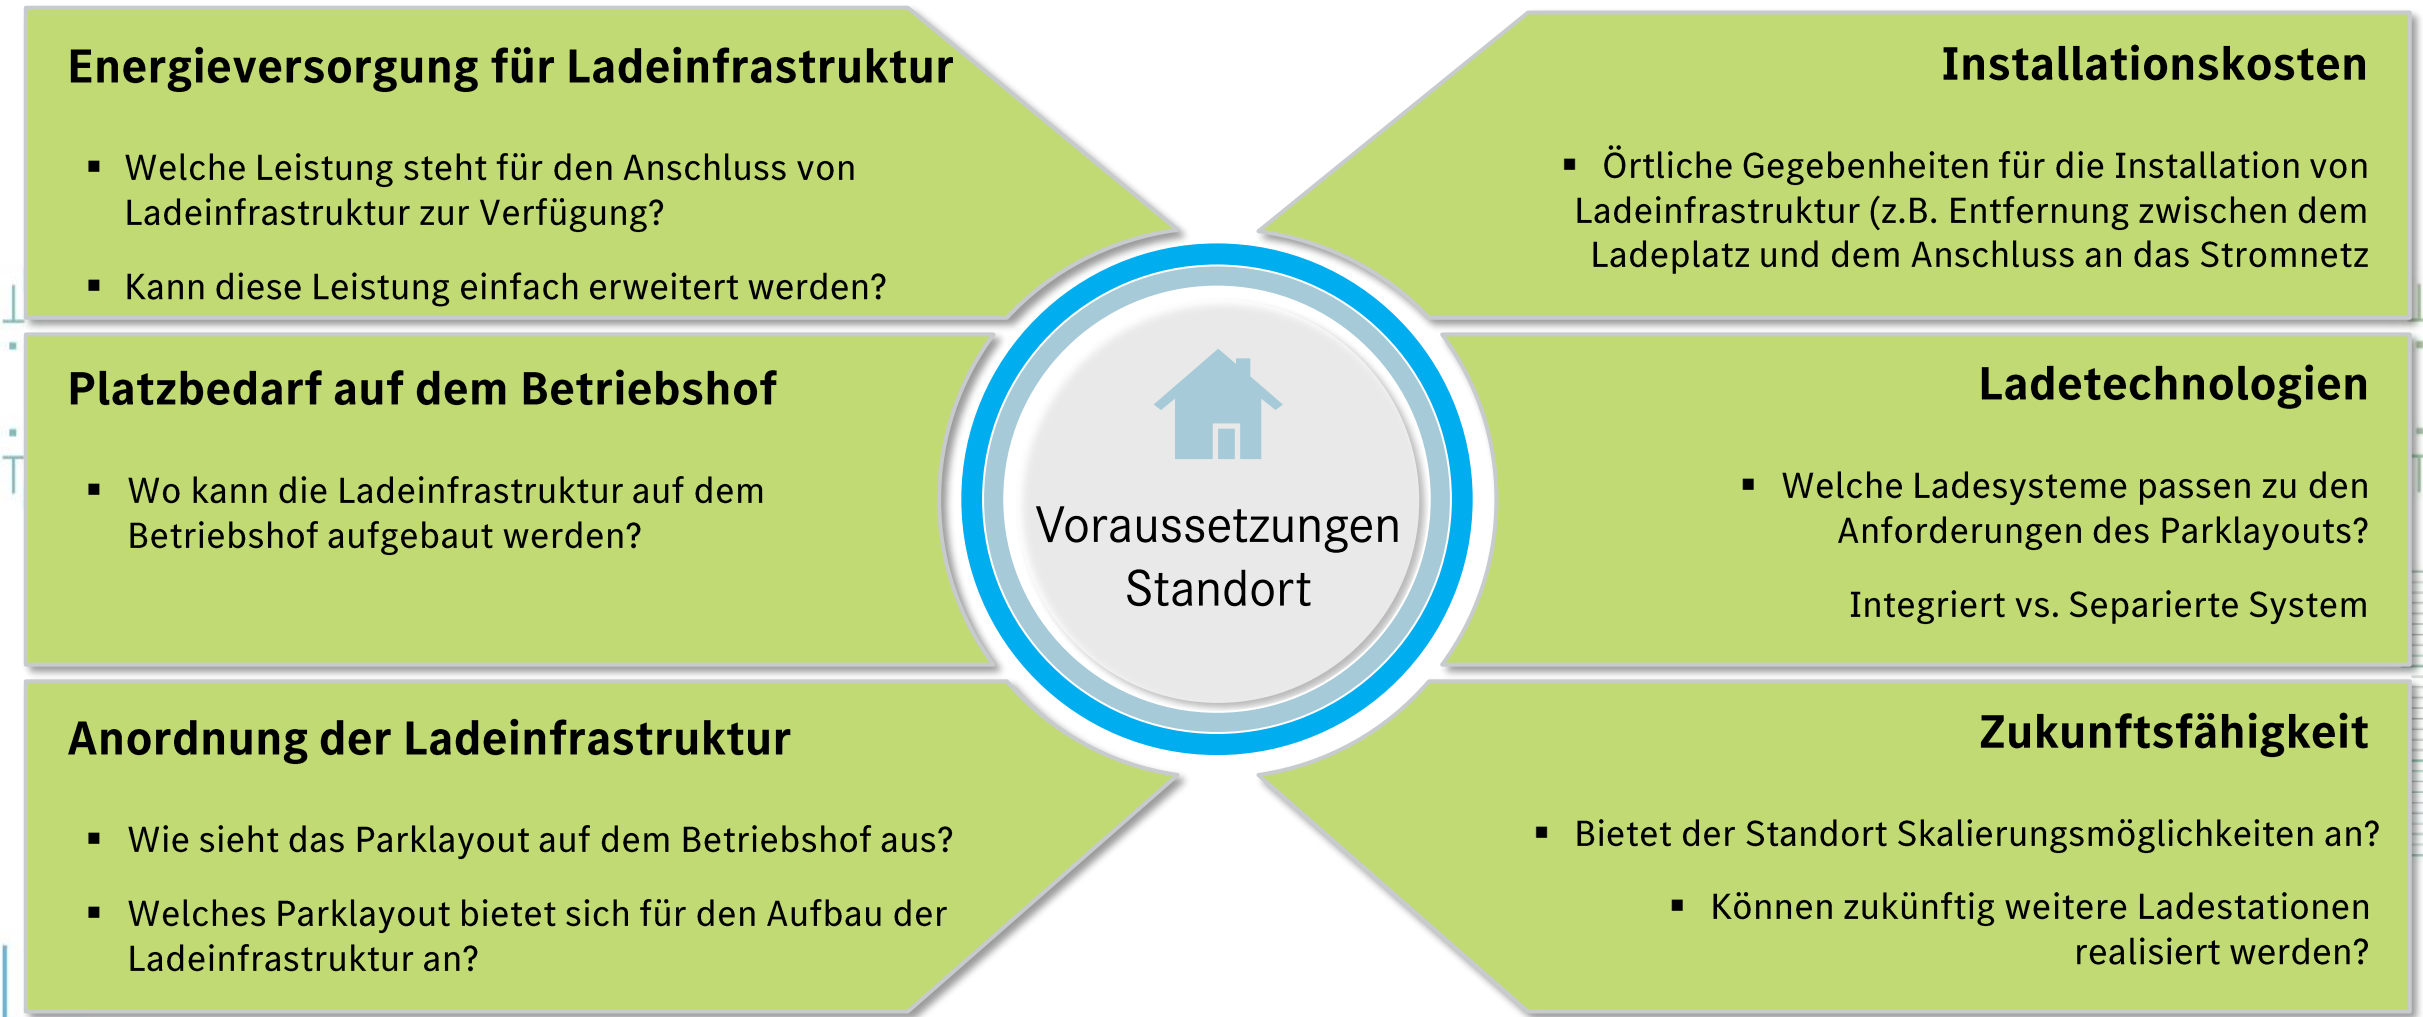 Energieversorgung für Ladeinfrastruktur
▪ Welche Leistung steht für den Anschluss von
Ladeinfrastruktur zur Verfügung?
▪ Kann diese Leistung einfach erweitert werden?
Platzbedarf auf dem Betriebshof
▪ Wo kann die Ladeinfrastruktur auf dem
Betriebshof aufgebaut werden?
Anordnung der Ladeinfrastruktur
▪ Wie sieht das Parklayout auf dem Betriebshof aus?
▪ Welches Parklayout bietet sich für den Aufbau der
Ladeinfrastruktur an?
Voraussetzungen
Standort
Installationskosten
▪ Örtliche Gegebenheiten für die Installation von
Ladeinfrastruktur (z.B. Entfernung zwischen dem
Ladeplatz und dem Anschluss an das Stromnetz
Ladetechnologien
▪ Welche Ladesysteme passen zu den
Anforderungen des Parklayouts?
Integriert vs. Separierte System
Zukunftsfähigkeit
▪ Bietet der Standort Skalierungsmöglichkeiten an?
▪ Können zukünftig weitere Ladestationen
realisiert werden?